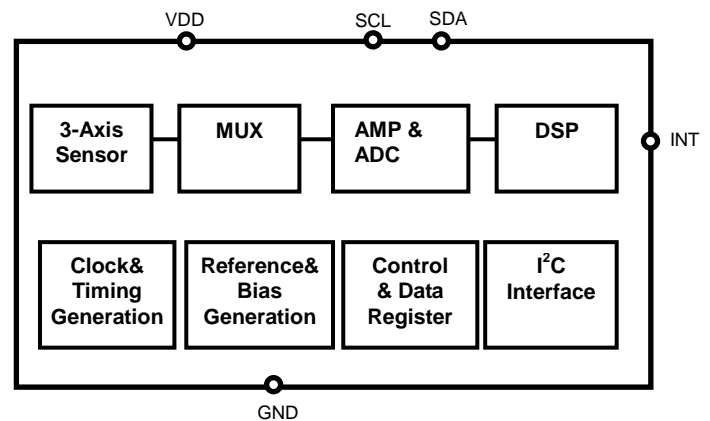 VDD
SCL
SDA
3-Axis
Sensor
MUX
AMP &
ADC
DSP
INT
Clock&
Timing
Generation
Reference&
Bias
Generation
Control
& Data
Register
I²C
Interface
GND